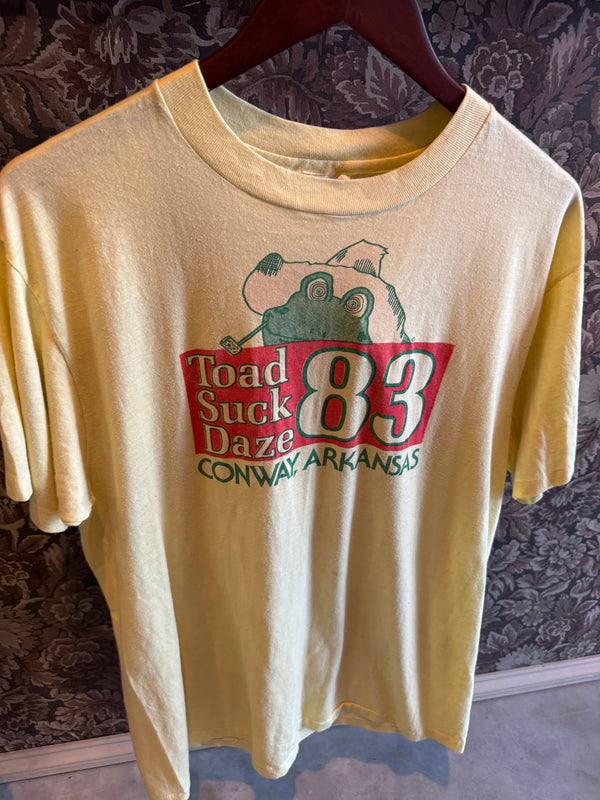 Toad
Suck
Daze
83
CONWAY, ARKANSAS